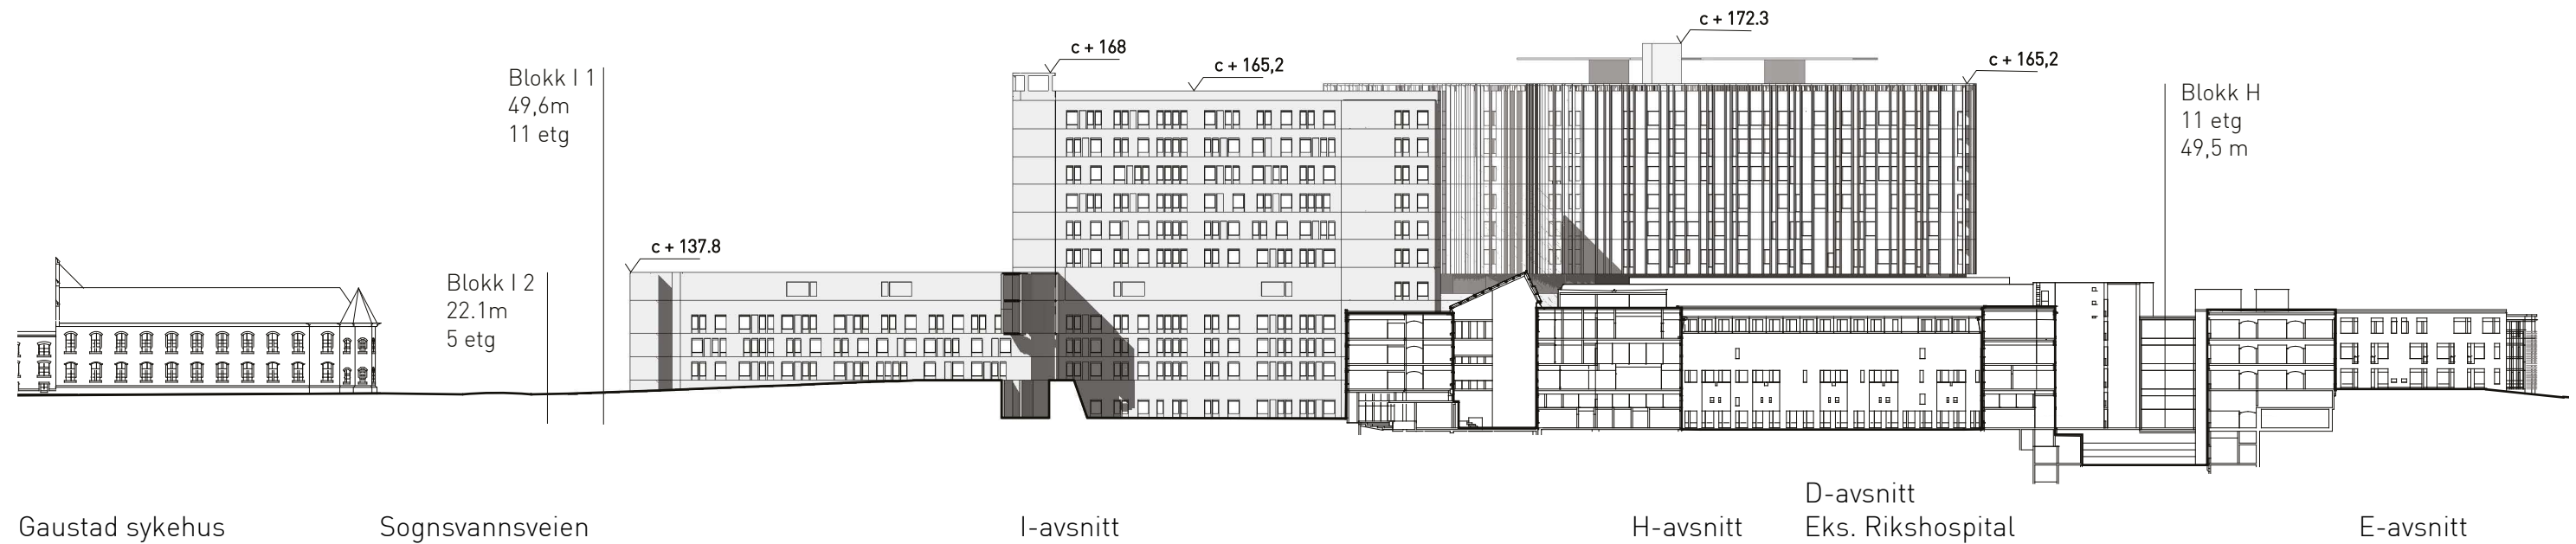 c + 172.3
c + 168
c + 165,2
c + 165,2
Blokk I 1
49,6m
11 etg
Blokk H
11 etg
49,5 m
c + 137.8
Blokk I 2
22.1m
5 etg
Gaustad sykehus
Sognsvannsveien
I-avsnitt
H-avsnitt
D-avsnitt
Eks. Rikshospital
E-avsnitt